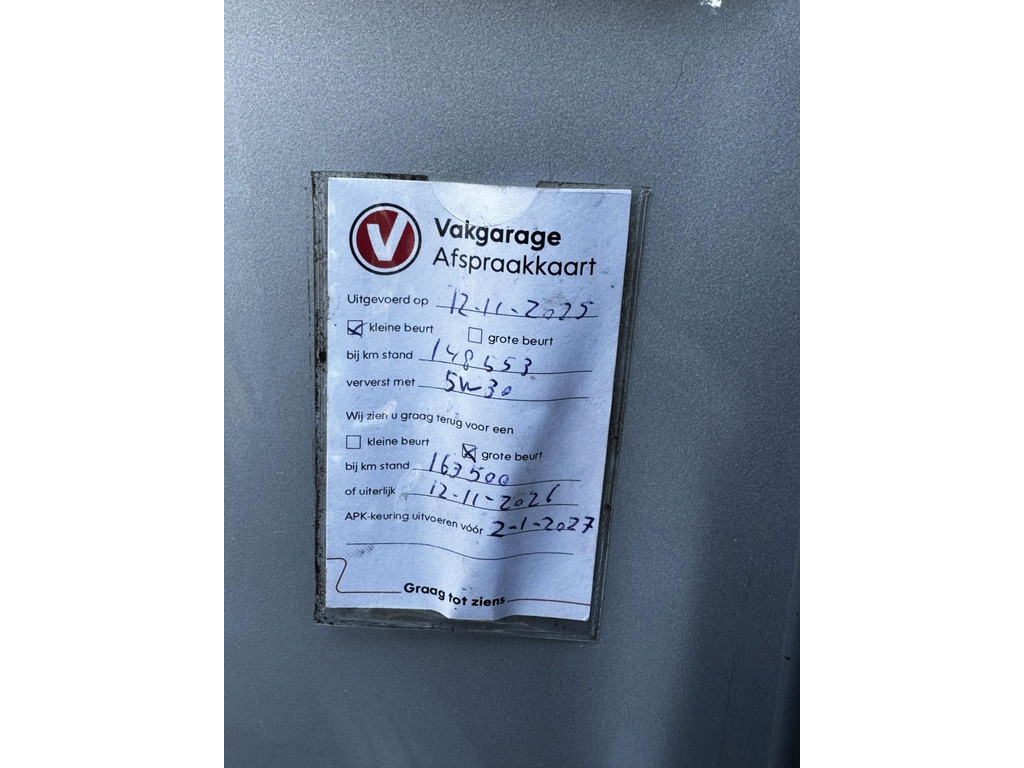 V
Vakgarage
Afspraakkaart
Uitgevoerd op 12-11-2025
kleine beurt grote beurt
bij km stand 148553
ververst met 5w30
Wij zien u graag terug voor een
kleine beurt grote beurt
bij km stand 163500
of uiterlijk 12-11-2026
APK-keuring uitvoeren vóór 2-1-2027
Graag tot ziens